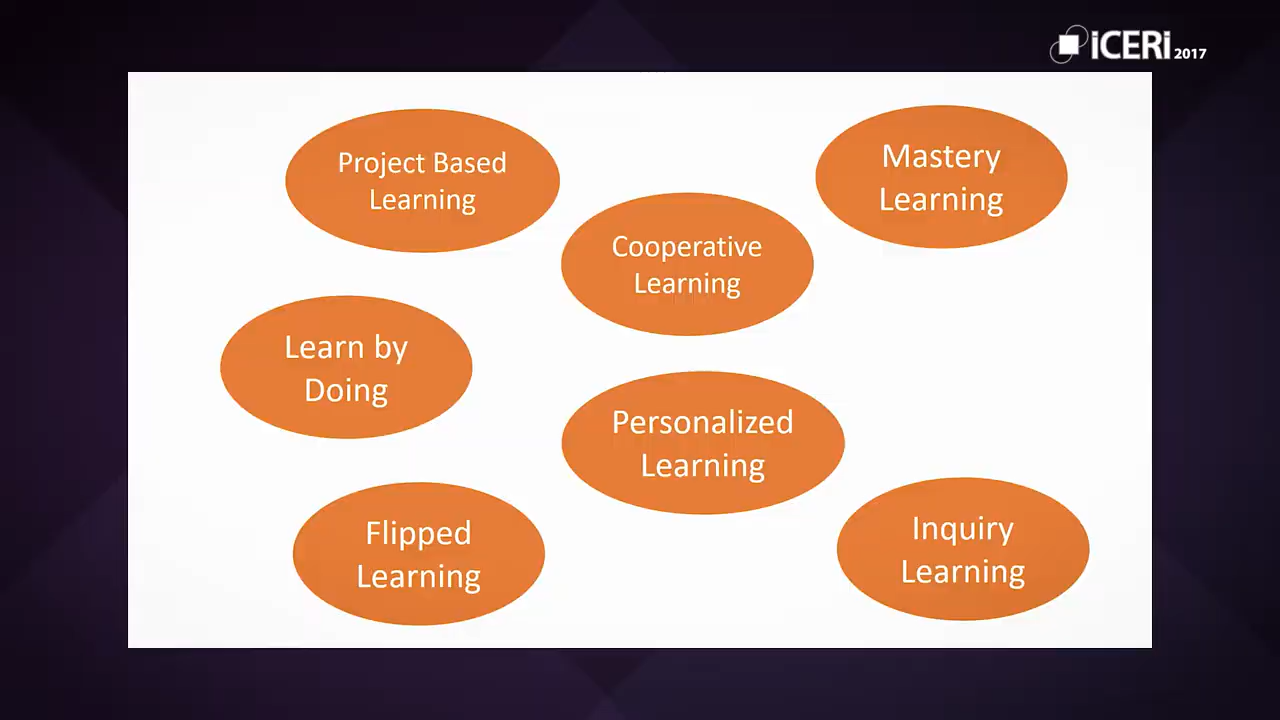 iCERi 2017
Project Based
Learning
Mastery
Learning
Cooperative
Learning
Learn by
Doing
Personalized
Learning
Flipped
Learning
Inquiry
Learning